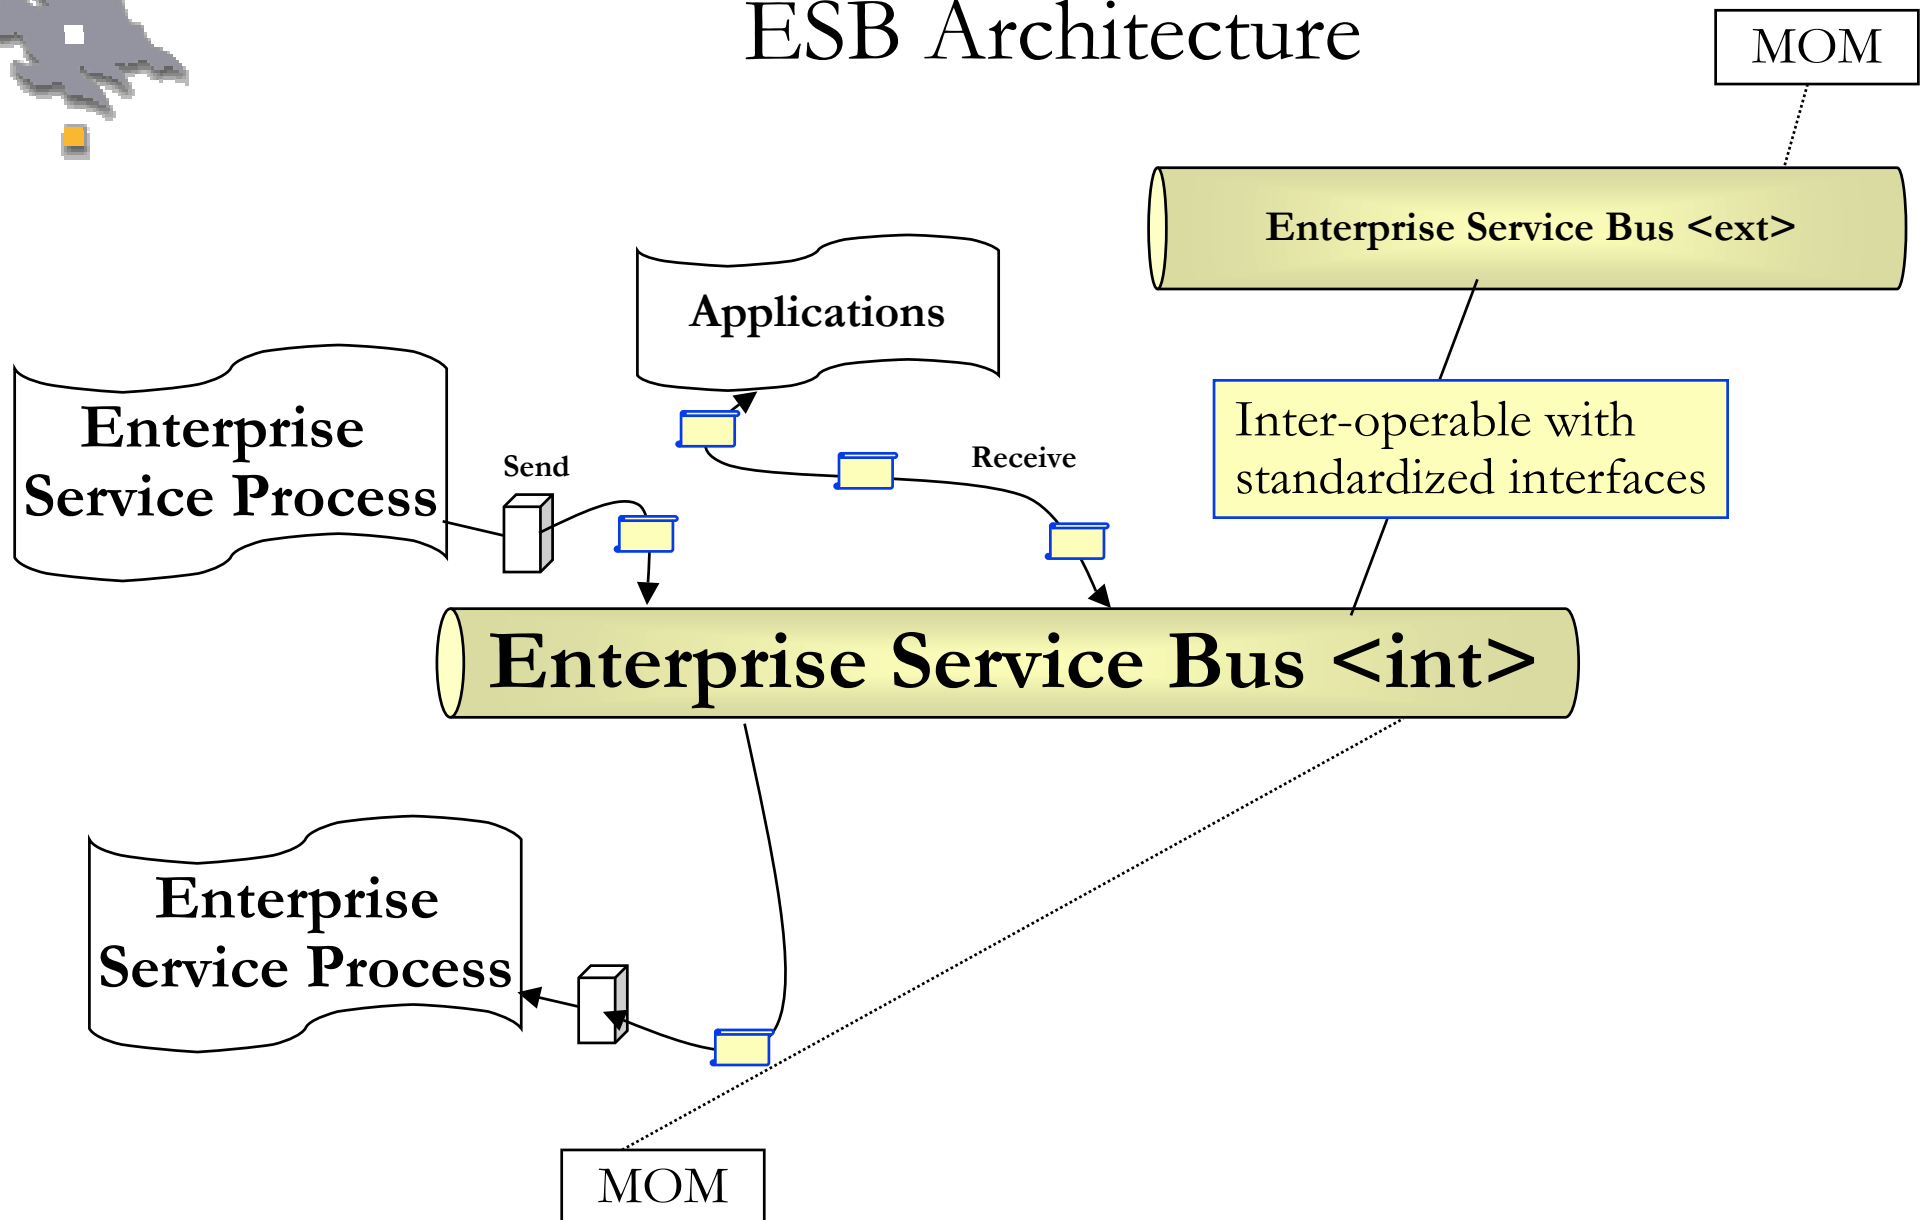 ESB Architecture
MOM
Enterprise Service Bus <ext>
Applications
Enterprise
Service Process
Send
Receive
Inter-operable with
standardized interfaces
Enterprise Service Bus <int>
Enterprise
Service Process
MOM